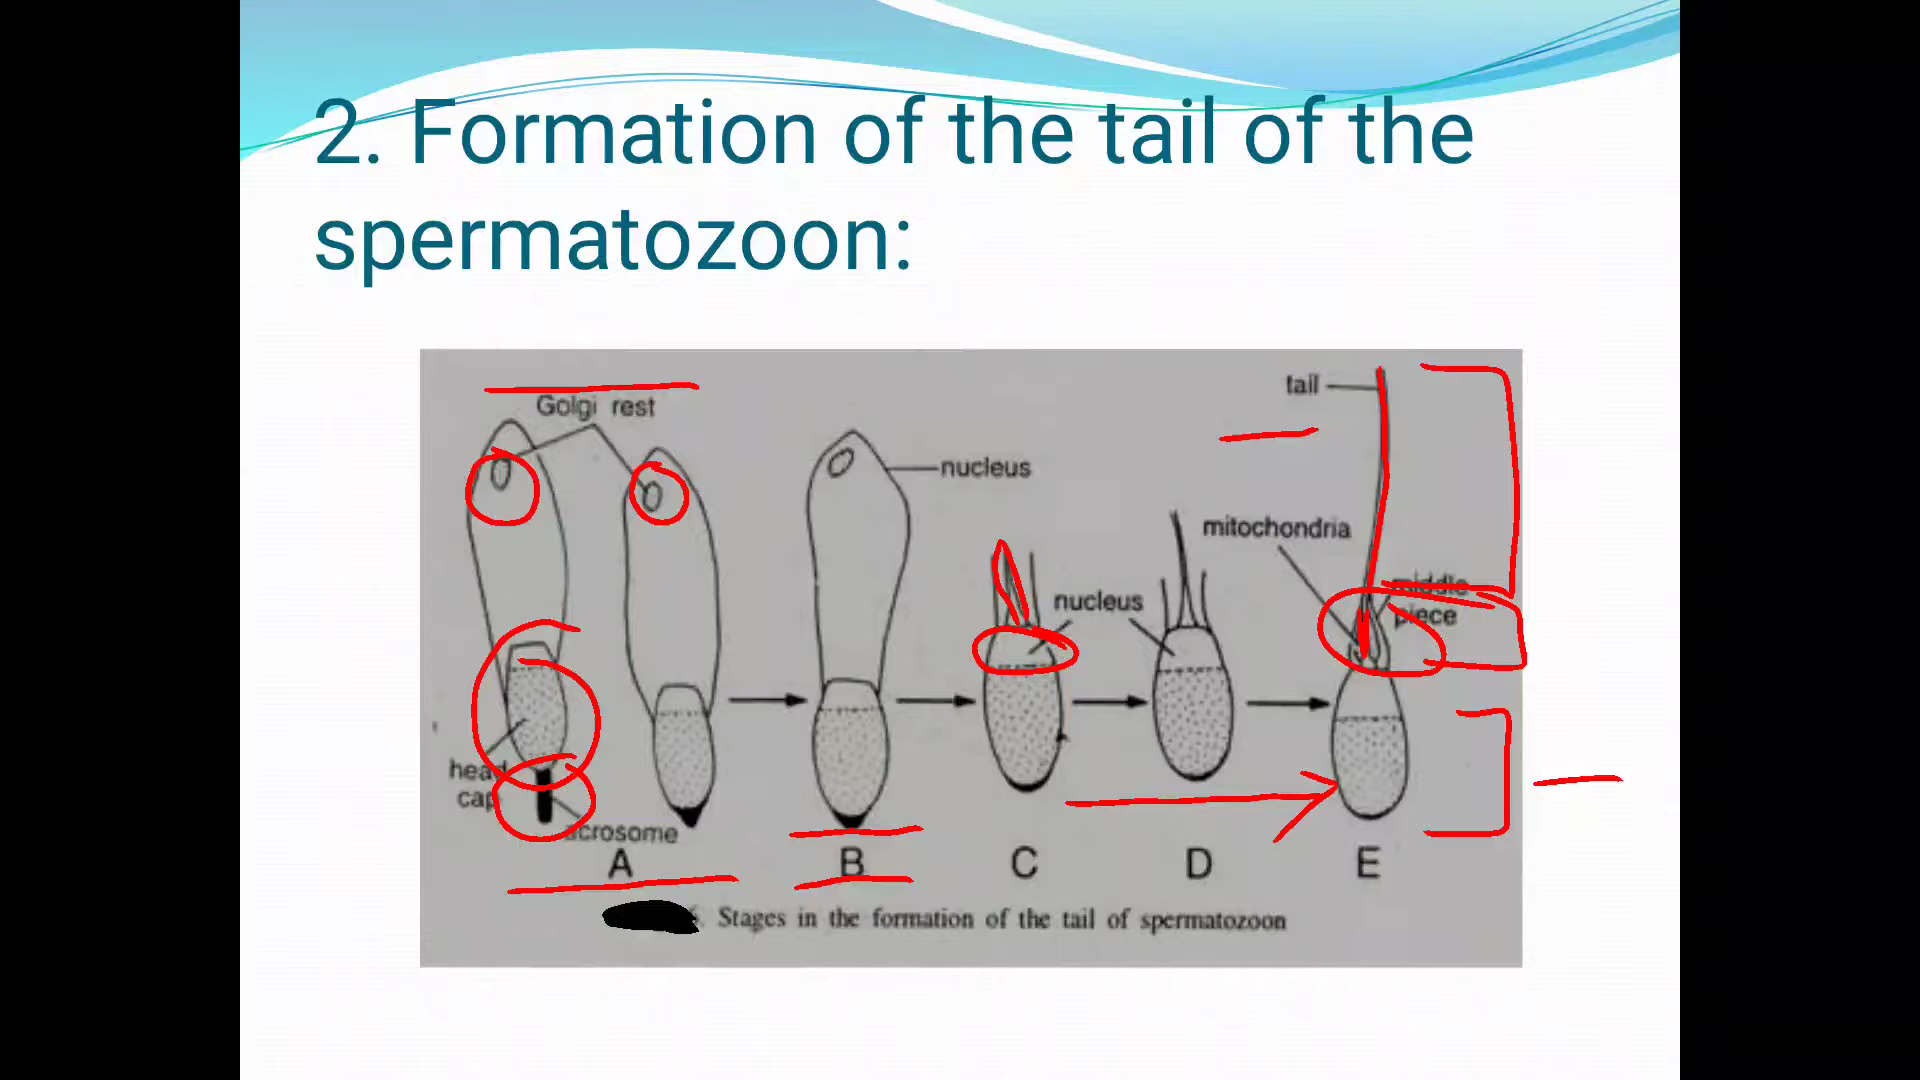 2. Formation of the tail of the
spermatozoon:
tail
Golgi rest
nucleus
mitochondria
middle
piece
nucleus
head
cap
acrosome
A
B
C
D
E
Stages in the formation of the tail of spermatozoon